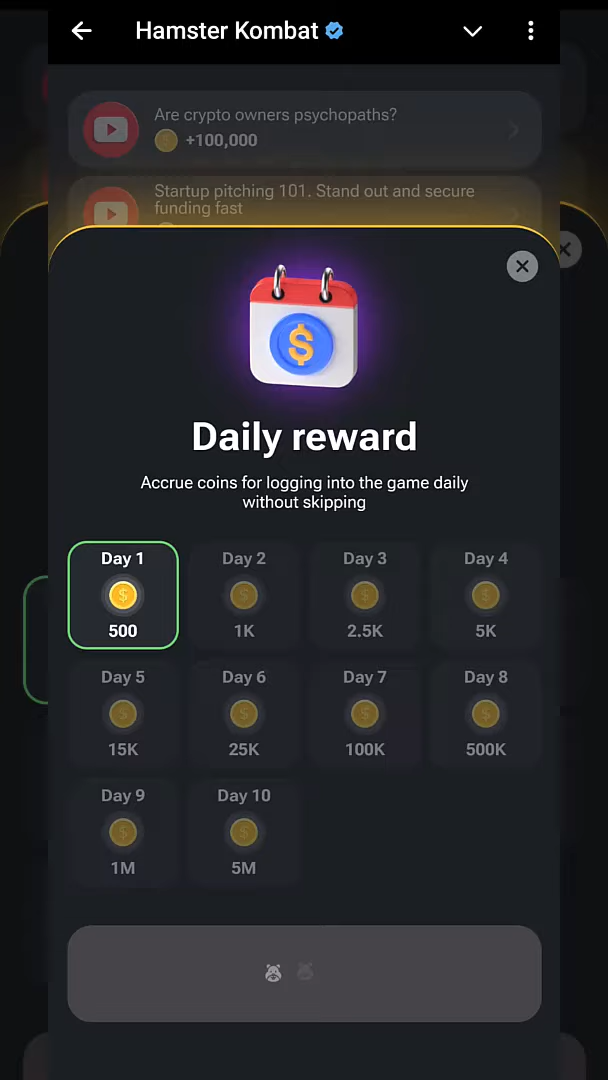 Hamster Kombat
Are crypto owners psychopaths?
+100,000
Startup pitching 101. Stand out and secure
funding fast
Daily reward
Accrue coins for logging into the game daily
without skipping
Day 1
500
Day 2
1K
Day 3
2.5K
Day 4
5K
Day 5
15K
Day 6
25K
Day 7
100K
Day 8
500K
Day 9
1M
Day 10
5M